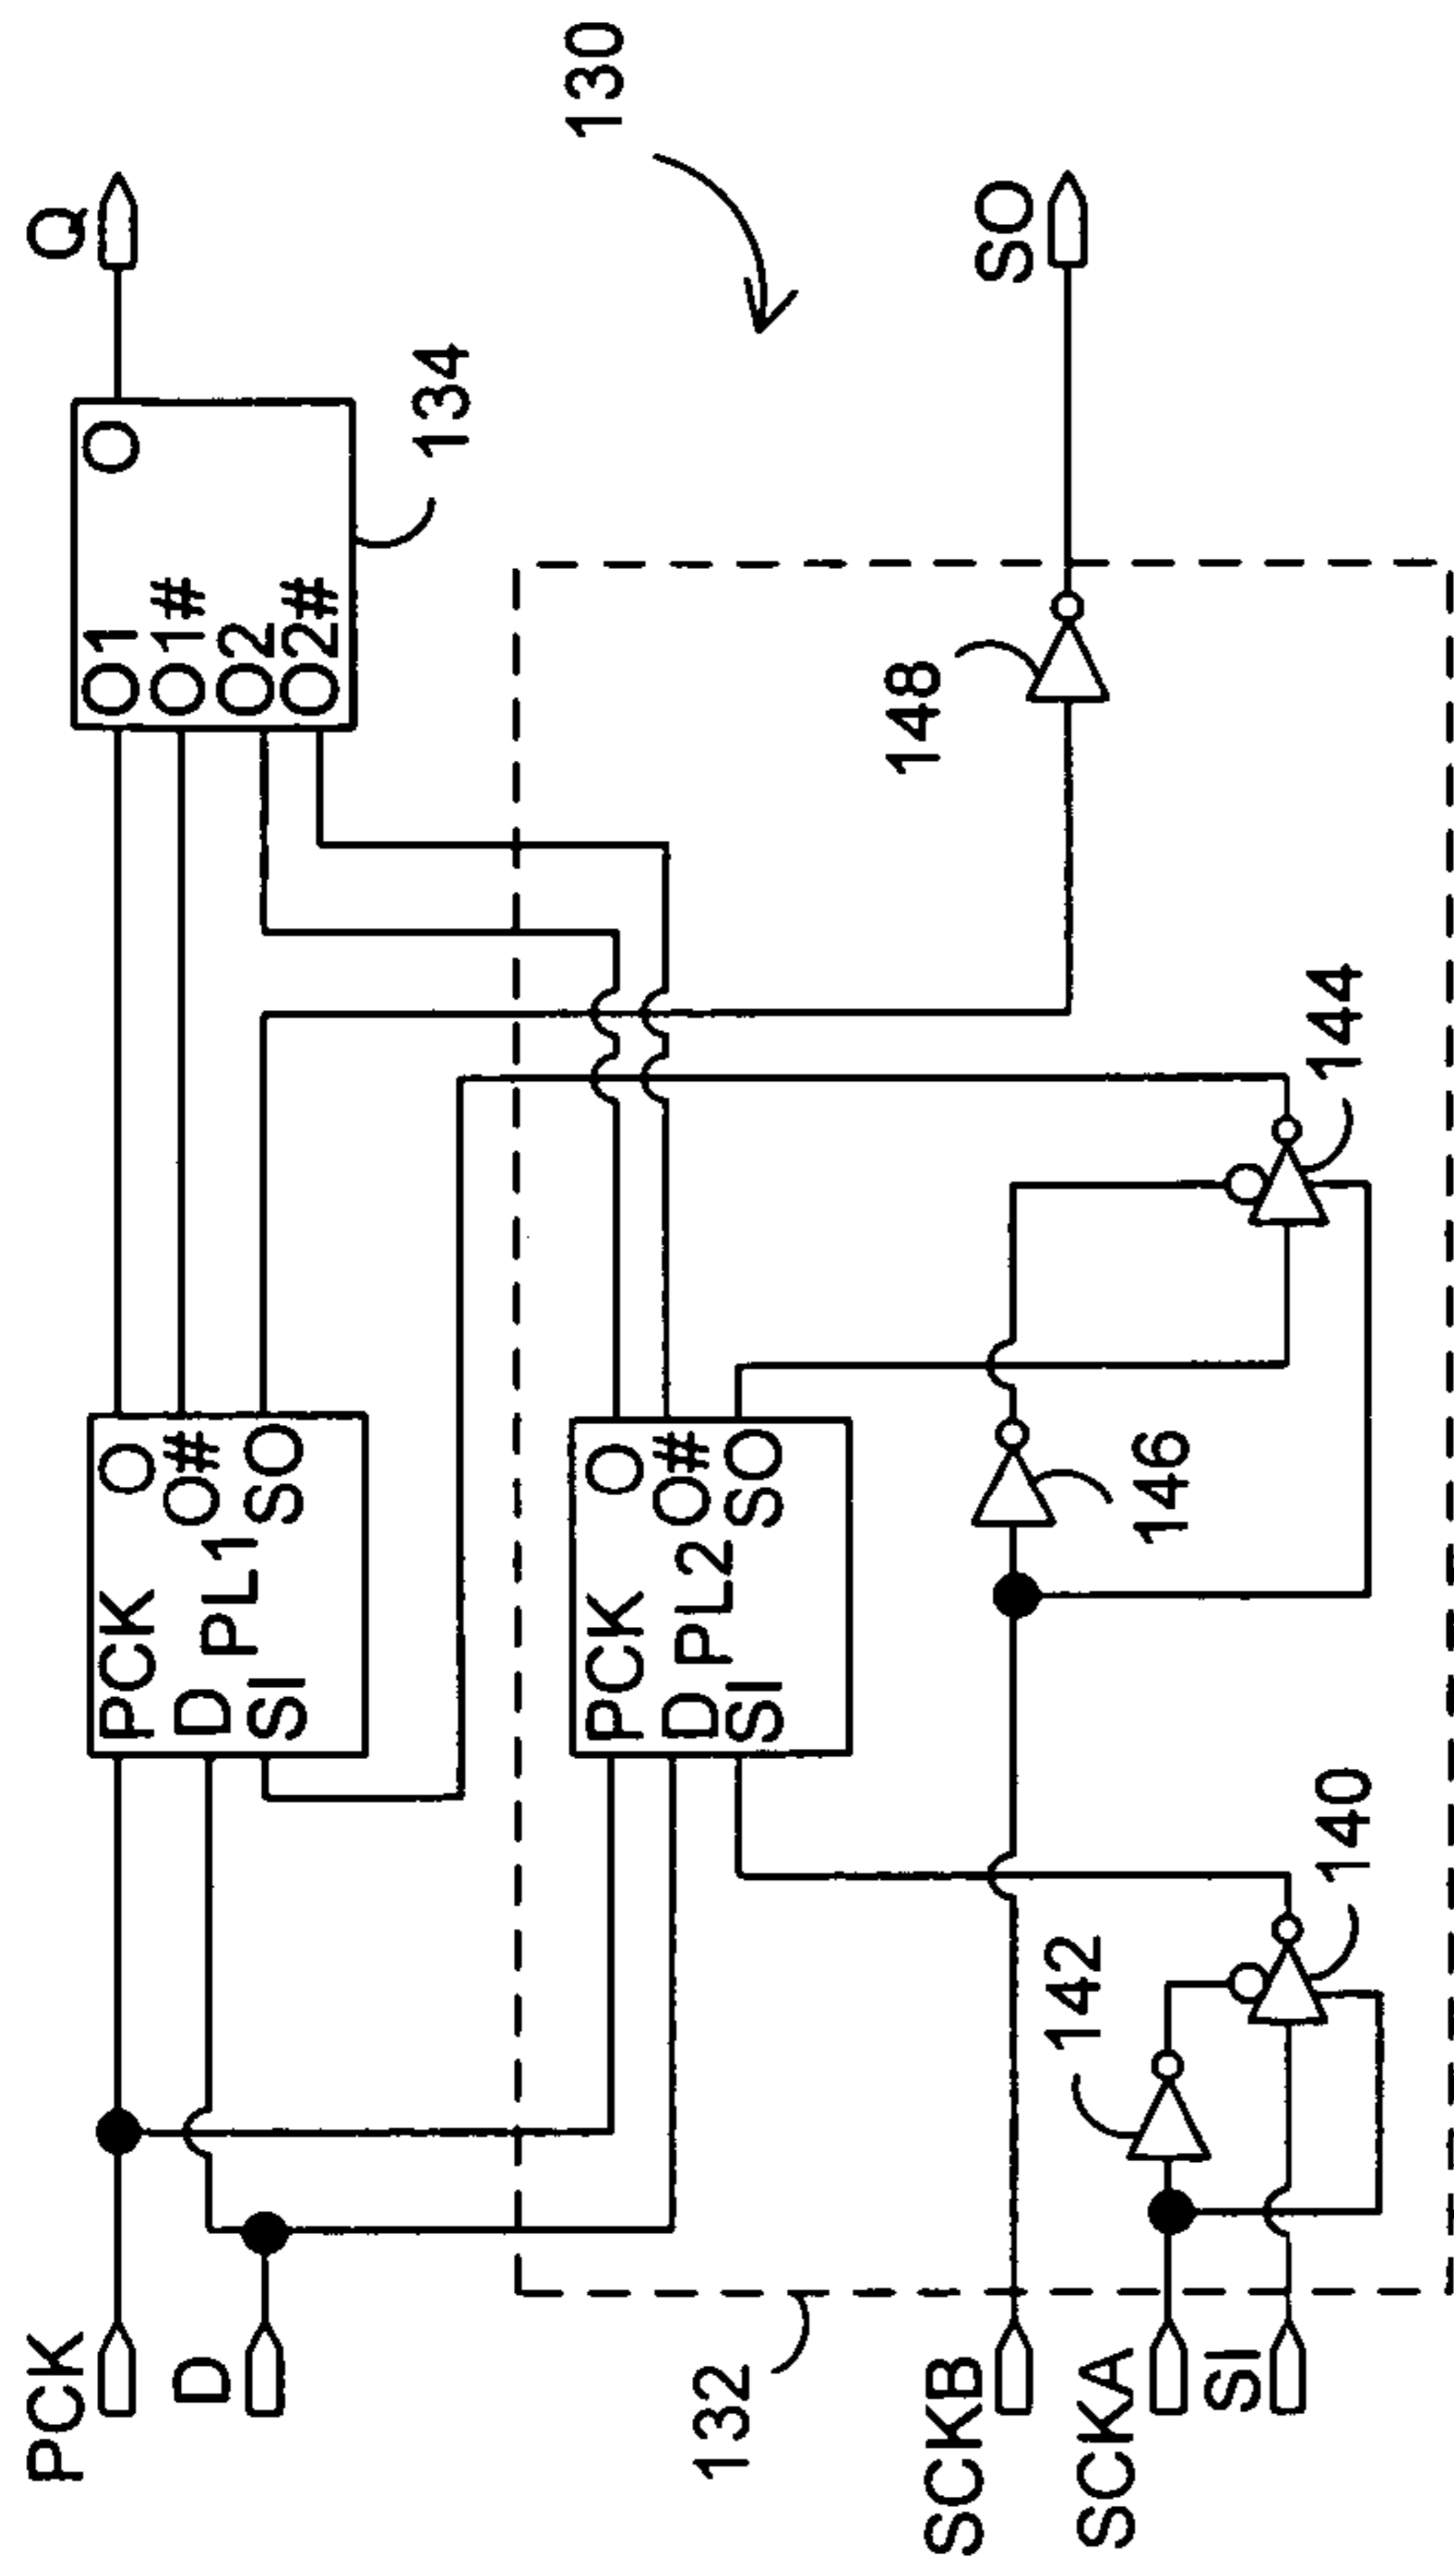 PCK
D
SCKB
SCKA
SI
132
PCK O
D O#
PL1
SI SO
PCK O
D O#
PL2
SI SO
142
140
146
144
148
O1 O
O1#
O2
O2#
134
Q
SO
130